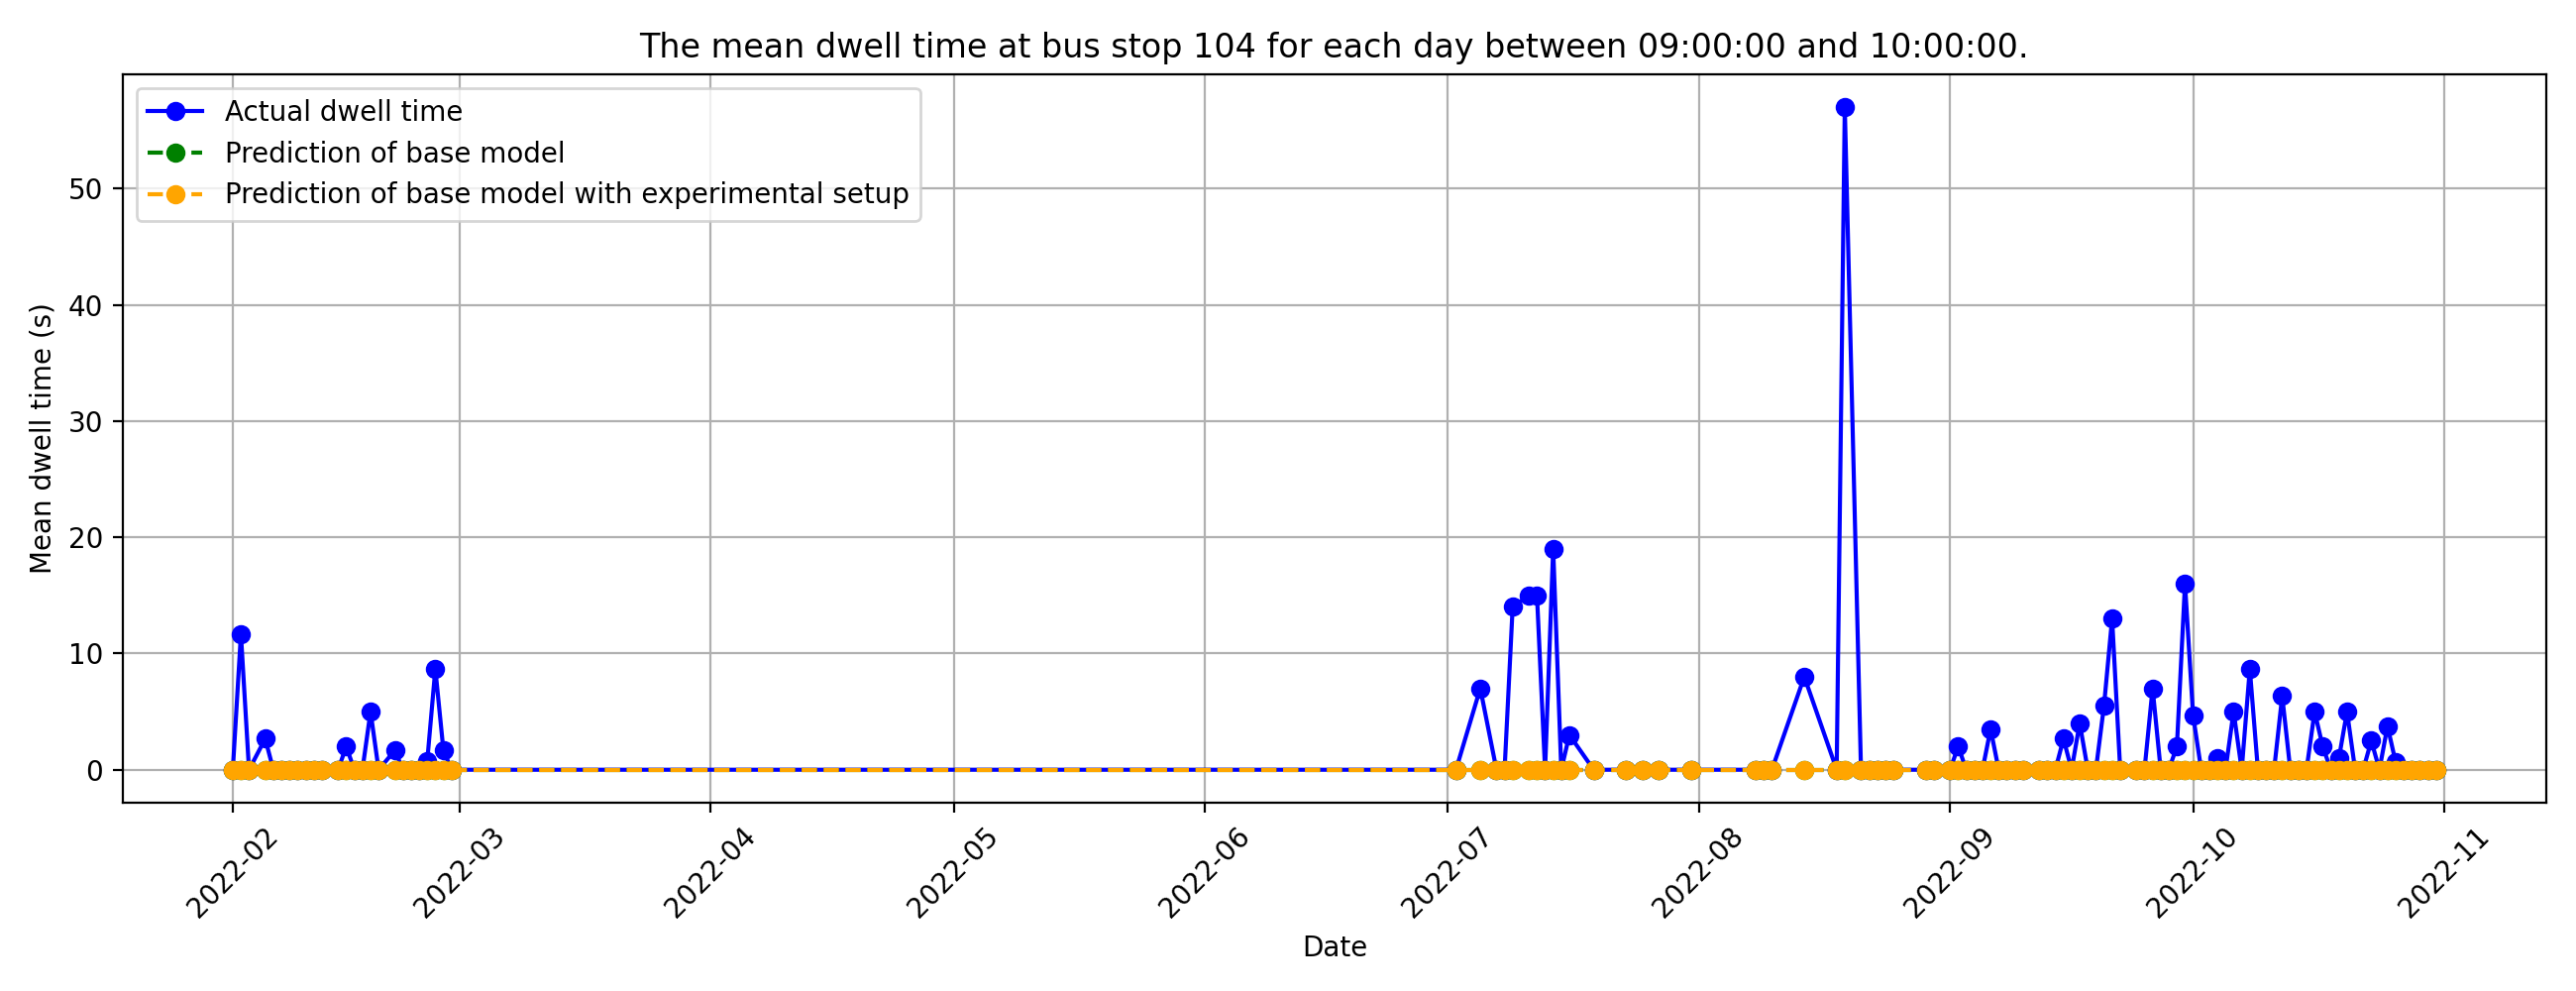 The mean dwell time at bus stop 104 for each day between 09:00:00 and 10:00:00.
Actual dwell time
Prediction of base model
Prediction of base model with experimental setup
Mean dwell time (s)
50
40
30
20
10
0
2022-02
2022-03
2022-04
2022-05
2022-06
2022-07
2022-08
2022-09
2022-10
2022-11
Date